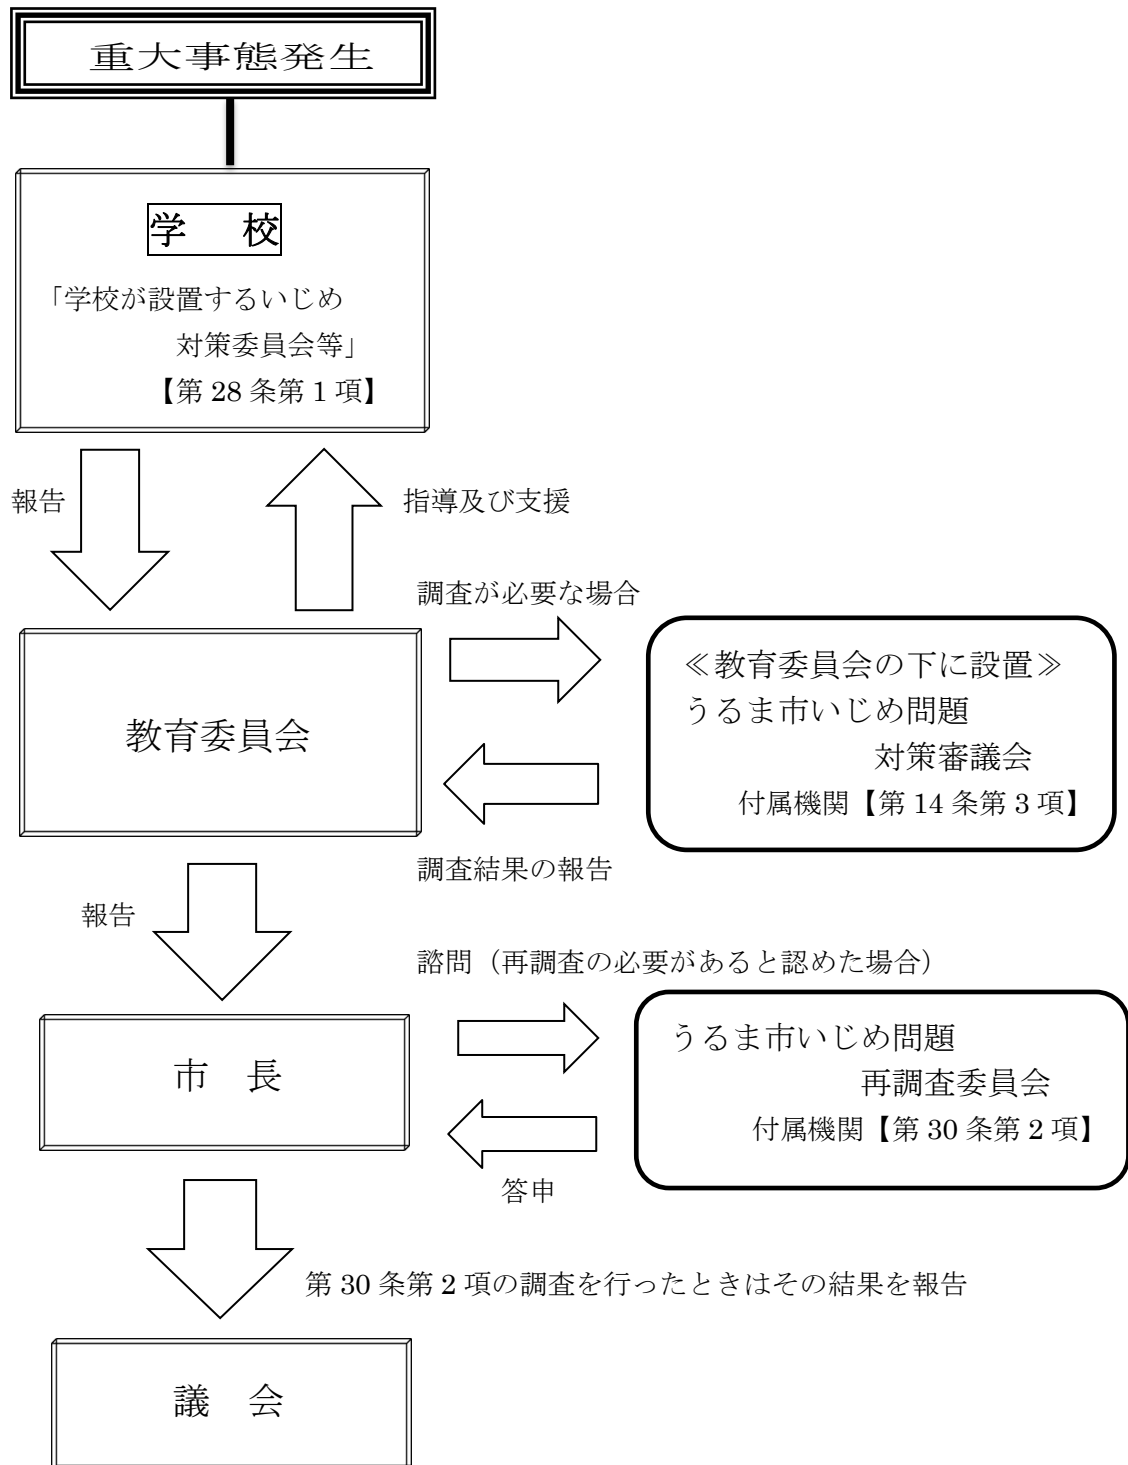 重大事態発生
学 校
「学校が設置するいじめ
対策委員会等」
【第 28 条第 1 項】
報告
指導及び支援
調査が必要な場合
教育委員会
≪教育委員会の下に設置≫
うるま市いじめ問題
対策審議会
付属機関【第 14 条第 3 項】
調査結果の報告
報告
諮問（再調査の必要があると認めた場合）
市 長
うるま市いじめ問題
再調査委員会
付属機関【第 30 条第 2 項】
答申
第 30 条第 2 項の調査を行ったときはその結果を報告
議 会